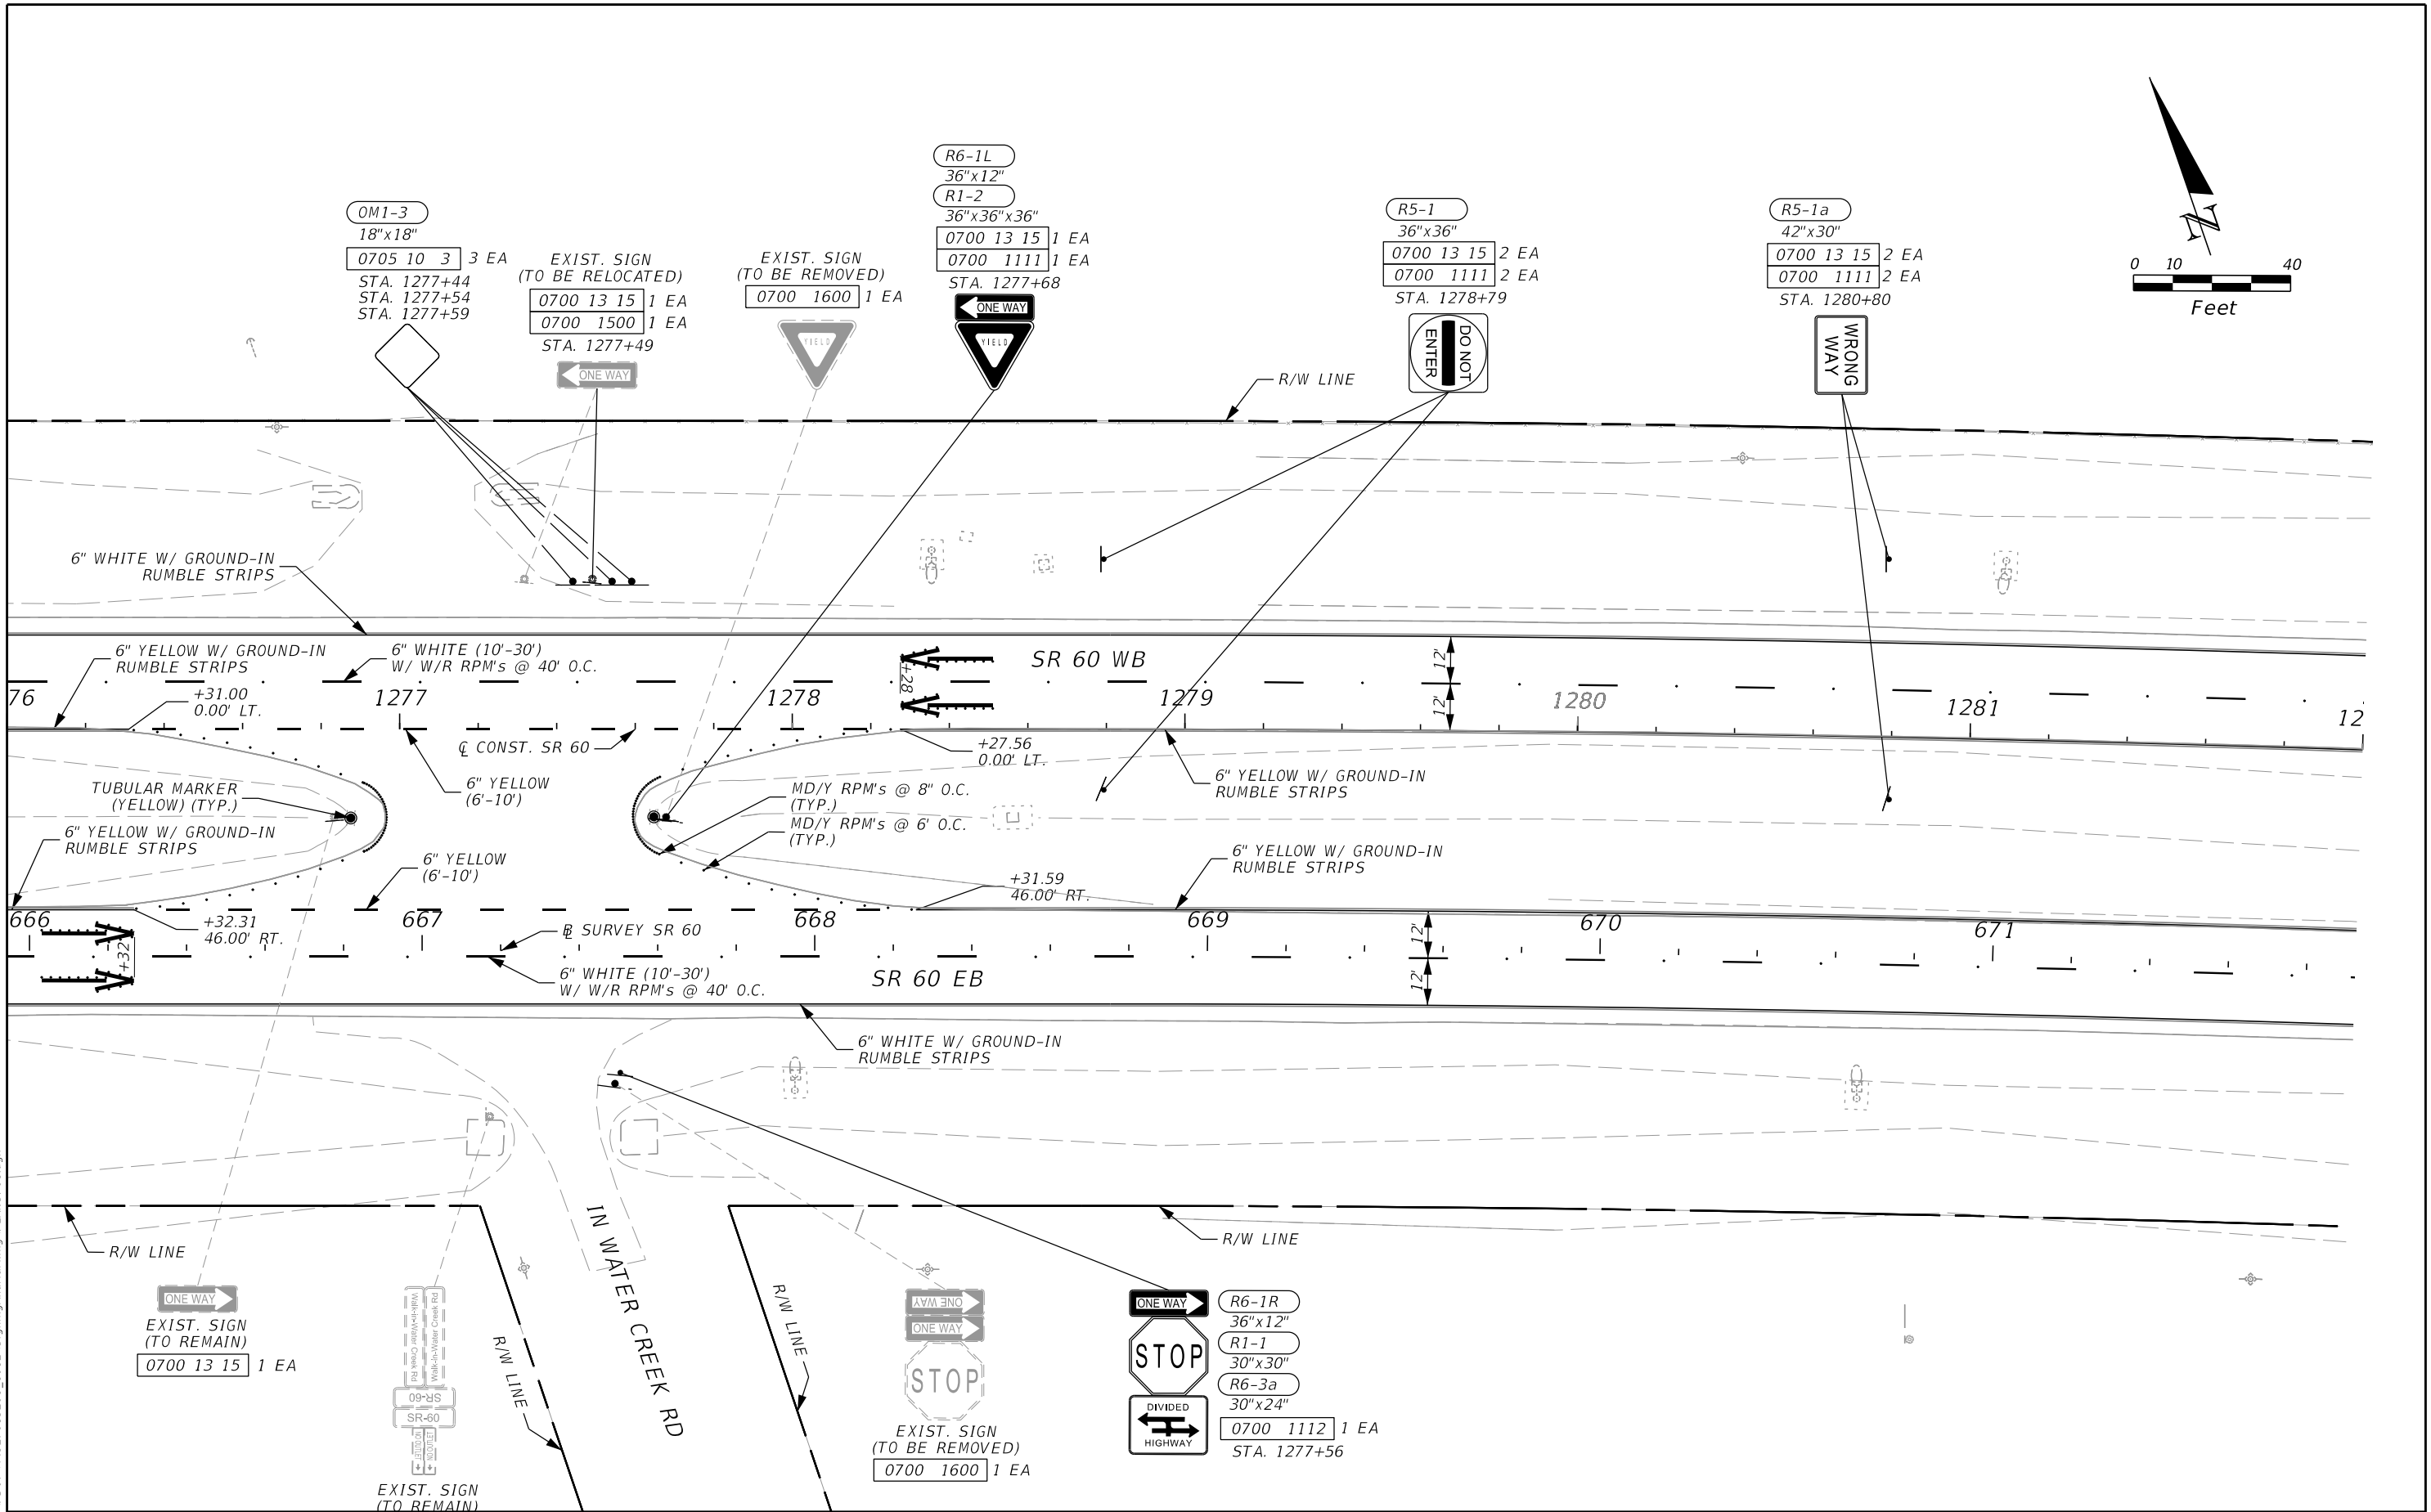 R6-1L
36"x12"
R1-2
36"x36"x36"
0700 13 15 1 EA
0700 1111 1 EA
STA. 1277+68
ONE WAY
YIELD
OM1-3
18"x18"
0705 10 3 3 EA
STA. 1277+44
STA. 1277+54
STA. 1277+59
EXIST. SIGN
(TO BE RELOCATED)
0700 13 15 1 EA
0700 1500 1 EA
STA. 1277+49
ONE WAY
EXIST. SIGN
(TO BE REMOVED)
0700 1600 1 EA
YIELD
R5-1
36"x36"
0700 13 15 2 EA
0700 1111 2 EA
STA. 1278+79
DO NOT
ENTER
R5-1a
42"x30"
0700 13 15 2 EA
0700 1111 2 EA
STA. 1280+80
WRONG
WAY
N
0 10 40
Feet
R/W LINE
6" WHITE W/ GROUND-IN
RUMBLE STRIPS
6" YELLOW W/ GROUND-IN
RUMBLE STRIPS
6" WHITE (10'-30')
W/ W/R RPM's @ 40' O.C.
+28
SR 60 WB
12'
12'
+31.00
0.00' LT.
76
1277
1278
1279
1280
1281
12
℄ CONST. SR 60
+27.56
0.00' LT.
6" YELLOW
(6'-10')
6" YELLOW W/ GROUND-IN
RUMBLE STRIPS
TUBULAR MARKER
(YELLOW) (TYP.)
MD/Y RPM's @ 8" O.C.
(TYP.)
MD/Y RPM's @ 6' O.C.
(TYP.)
6" YELLOW W/ GROUND-IN
RUMBLE STRIPS
6" YELLOW
(6'-10')
6" YELLOW W/ GROUND-IN
RUMBLE STRIPS
+31.59
46.00' RT.
666
667
668
669
670
671
+32.31
46.00' RT.
+32
B̲L SURVEY SR 60
12'
12'
6" WHITE (10'-30')
W/ W/R RPM's @ 40' O.C.
SR 60 EB
6" WHITE W/ GROUND-IN
RUMBLE STRIPS
R/W LINE
R/W LINE
IN WATER CREEK RD
R/W LINE
R/W LINE
ONE WAY
EXIST. SIGN
(TO REMAIN)
0700 13 15 1 EA
Walk-In-Water Creek Rd
Walk-In-Water Creek Rd
SR-60
SR-60
NO OUTLET
NO OUTLET
EXIST. SIGN
(TO REMAIN)
ONE WAY
ONE WAY
STOP
EXIST. SIGN
(TO BE REMOVED)
0700 1600 1 EA
ONE WAY
STOP
DIVIDED
HIGHWAY
R6-1R
36"x12"
R1-1
30"x30"
R6-3a
30"x24"
0700 1112 1 EA
STA. 1277+56